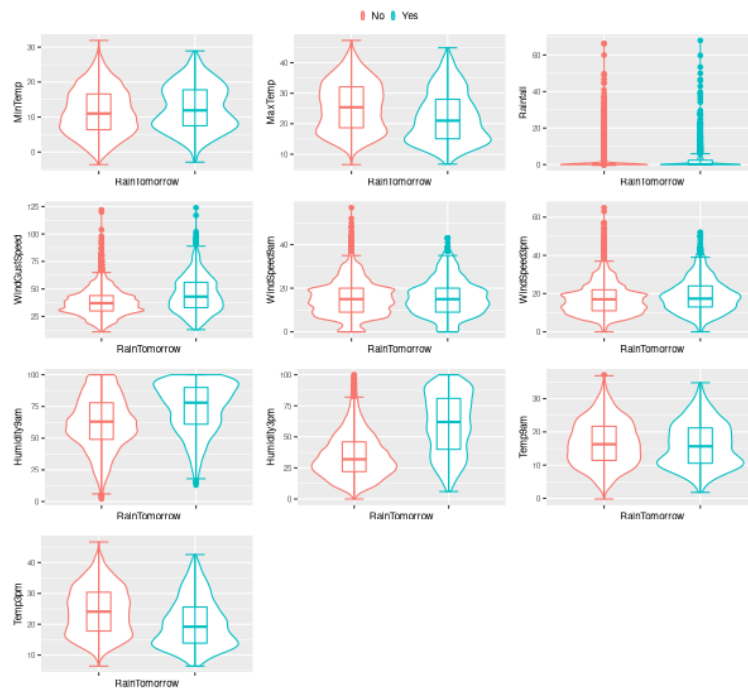 No Yes
MinTemp
30
20
10
0
RainTomorrow
MaxTemp
40
30
20
10
RainTomorrow
Rainfall
60
40
20
0
RainTomorrow
WindGustSpeed
125
100
75
50
25
RainTomorrow
WindSpeed9am
40
20
0
RainTomorrow
WindSpeed3pm
60
40
20
0
RainTomorrow
Humidity9am
100
75
50
25
0
RainTomorrow
Humidity3pm
100
75
50
25
0
RainTomorrow
Temp9am
30
20
10
0
RainTomorrow
Temp3pm
40
30
20
10
RainTomorrow